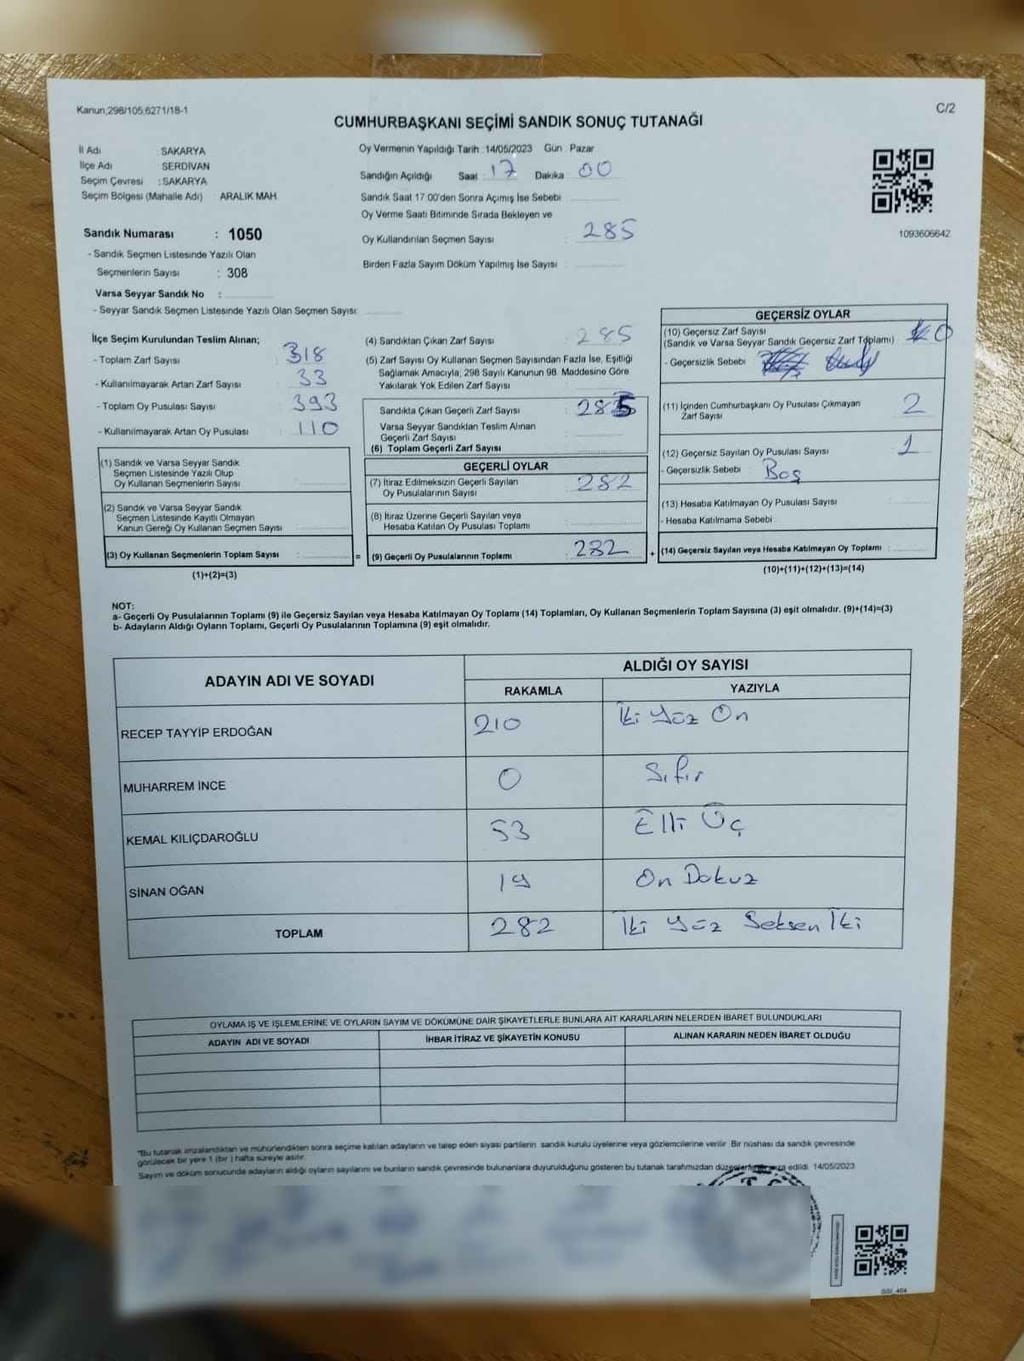 Kanun;298/105;6271/18-1
C/2
CUMHURBAŞKANI SEÇİMİ SANDIK SONUÇ TUTANAĞI
İl Adı : SAKARYA
İlçe Adı SERDİVAN
Seçim Çevresi : SAKARYA
Seçim Bölgesi (Mahalle Adı) ARALIK MAH
Sandık Numarası : 1050
- Sandık Seçmen Listesinde Yazılı Olan
Seçmenlerin Sayısı : 308
Varsa Seyyar Sandık No :
- Seyyar Sandık Seçmen Listesinde Yazılı Olan Seçmen Sayısı:
Oy Vermenin Yapıldığı Tarih :14/05/2023 Gün Pazar
Sandığın Açıldığı Saat 17 Dakika 00
Sandık Saat 17:00'den Sonra Açımış İse Sebebi
Oy Verme Saati Bitiminde Sırada Bekleyen ve
Oy Kullandırılan Seçmen Sayısı : 285
Birden Fazla Sayım Döküm Yapılmış İse Sayısı :
1093606642
İlçe Seçim Kurulundan Teslim Alınan;
- Toplam Zarf Sayısı : 318
- Kullanılmayarak Artan Zarf Sayısı : 33
- Toplam Oy Pusulası Sayısı : 393
- Kullanılmayarak Artan Oy Pusulası : 110
(1) Sandık ve Varsa Seyyar Sandık
Seçmen Listesinde Yazılı Olup
Oy Kullanan Seçmenlerin Sayısı :
(2) Sandık ve Varsa Seyyar Sandık
Seçmen Listesinde Kayıtlı Olmayan
Kanun Gereği Oy Kullanan Seçmen Sayısı :
(3) Oy Kullanan Seçmenlerin Toplam Sayısı :
(1)+(2)=(3)
(4) Sandıktan Çıkan Zarf Sayısı : 285
(5) Zarf Sayısı Oy Kullanan Seçmen Sayısından Fazla İse, Eşitliği
Sağlamak Amacıyla; 298 Sayılı Kanunun 98. Maddesine Göre
Yakılarak Yok Edilen Zarf Sayısı :
Sandıkta Çıkan Geçerli Zarf Sayısı : 285
Varsa Seyyar Sandıktan Teslim Alınan
Geçerli Zarf Sayısı :
(6) Toplam Geçerli Zarf Sayısı :
GEÇERLİ OYLAR
(7) İtiraz Edilmeksizin Geçerli Sayılan
Oy Pusulalarının Sayısı : 282
(8) İtiraz Üzerine Geçerli Sayılan veya
Hesaba Katılan Oy Pusulası Toplamı :
= (9) Geçerli Oy Pusulalarının Toplamı : 282 +
GEÇERSİZ OYLAR
(10) Geçersiz Zarf Sayısı
(Sandık ve Varsa Seyyar Sandık Geçersiz Zarf Toplamı) : 0
- Geçersizlik Sebebi :
(11) İçinden Cumhurbaşkanı Oy Pusulası Çıkmayan
Zarf Sayısı : 2
(12) Geçersiz Sayılan Oy Pusulası Sayısı : 1
- Geçersizlik Sebebi : Boş
(13) Hesaba Katılmayan Oy Pusulası Sayısı :
- Hesaba Katılmama Sebebi :
(14) Geçersiz Sayılan veya Hesaba Katılmayan Oy Toplamı :
(10)+(11)+(12)+(13)=(14)
NOT:
a- Geçerli Oy Pusulalarının Toplamı (9) ile Geçersiz Sayılan veya Hesaba Katılmayan Oy Toplamı (14) Toplamları, Oy Kullanan Seçmenlerin Toplam Sayısına (3) eşit olmalıdır. (9)+(14)=(3)
b- Adayların Aldığı Oyların Toplamı, Geçerli Oy Pusulalarının Toplamına (9) eşit olmalıdır.
ADAYIN ADI VE SOYADI
ALDIĞI OY SAYISI
RAKAMLA YAZIYLA
RECEP TAYYİP ERDOĞAN 210 İki Yüz On
MUHARREM İNCE 0 Sıfır
KEMAL KILIÇDAROĞLU 53 Elli Üç
SİNAN OĞAN 19 On Dokuz
TOPLAM 282 İki Yüz Seksen İki
OYLAMA İŞ VE İŞLEMLERİNE VE OYLARIN SAYIM VE DÖKÜMÜNE DAİR ŞİKAYETLERLE BUNLARA AİT KARARLARIN NELERDEN İBARET BULUNDUKLARI
ADAYIN ADI VE SOYADI İHBAR İTİRAZ VE ŞİKAYETİN KONUSU ALINAN KARARIN NEDEN İBARET OLDUĞU
"Bu tutanak imzalandıktan ve mühürlendikten sonra seçime katılan adayların ve talep eden siyasi partilerin sandık kurulu üyelerine veya gözlemcilerine verilir. Bir nüshası da sandık çevresinde
görülecek bir yere 1 (bir ) hafta süreyle asılır.
Sayım ve döküm sonucunda adayların aldığı oyların sayılarını ve bunların sandık çevresinde bulunanlara duyurulduğunu gösteren bu tutanak tarafımızdan edildi. 14/05/2023